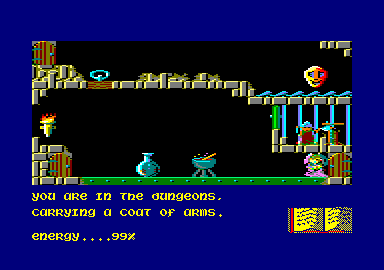 you are in the dungeons,
carrying a coat of arms.
energy....99%